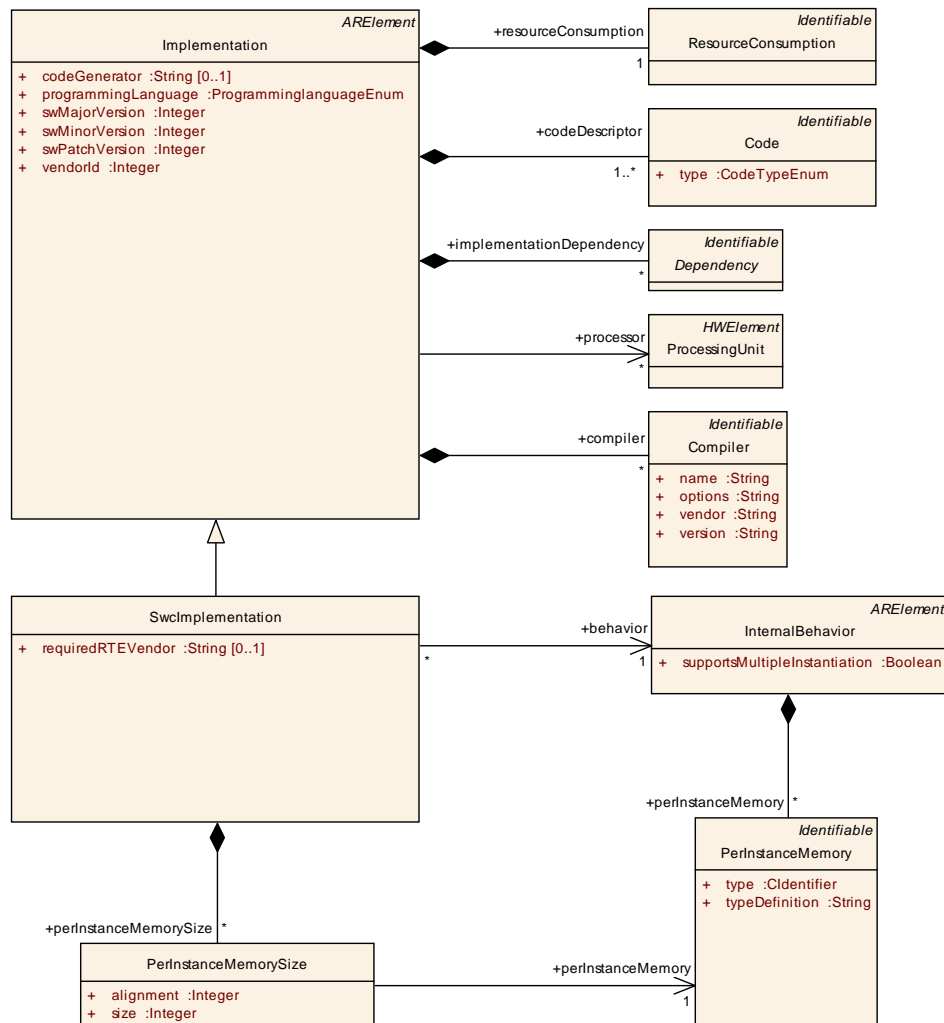 ARElement
Implementation
+ codeGenerator :String [0..1]
+ programmingLanguage :ProgramminglanguageEnum
+ swMajorVersion :Integer
+ swMinorVersion :Integer
+ swPatchVersion :Integer
+ vendorId :Integer
+resourceConsumption
1
Identifiable
ResourceConsumption
+codeDescriptor
1..*
Identifiable
Code
+ type :CodeTypeEnum
+implementationDependency
*
Identifiable
Dependency
+processor
*
HWElement
ProcessingUnit
+compiler
*
Identifiable
Compiler
+ name :String
+ options :String
+ vendor :String
+ version :String
SwcImplementation
+ requiredRTEVendor :String [0..1]
*
+behavior
1
ARElement
InternalBehavior
+ supportsMultipleInstantiation :Boolean
+perInstanceMemory
*
Identifiable
PerInstanceMemory
+ type :CIdentifier
+ typeDefinition :String
+perInstanceMemorySize
*
PerInstanceMemorySize
+ alignment :Integer
+ size :Integer
+perInstanceMemory
1